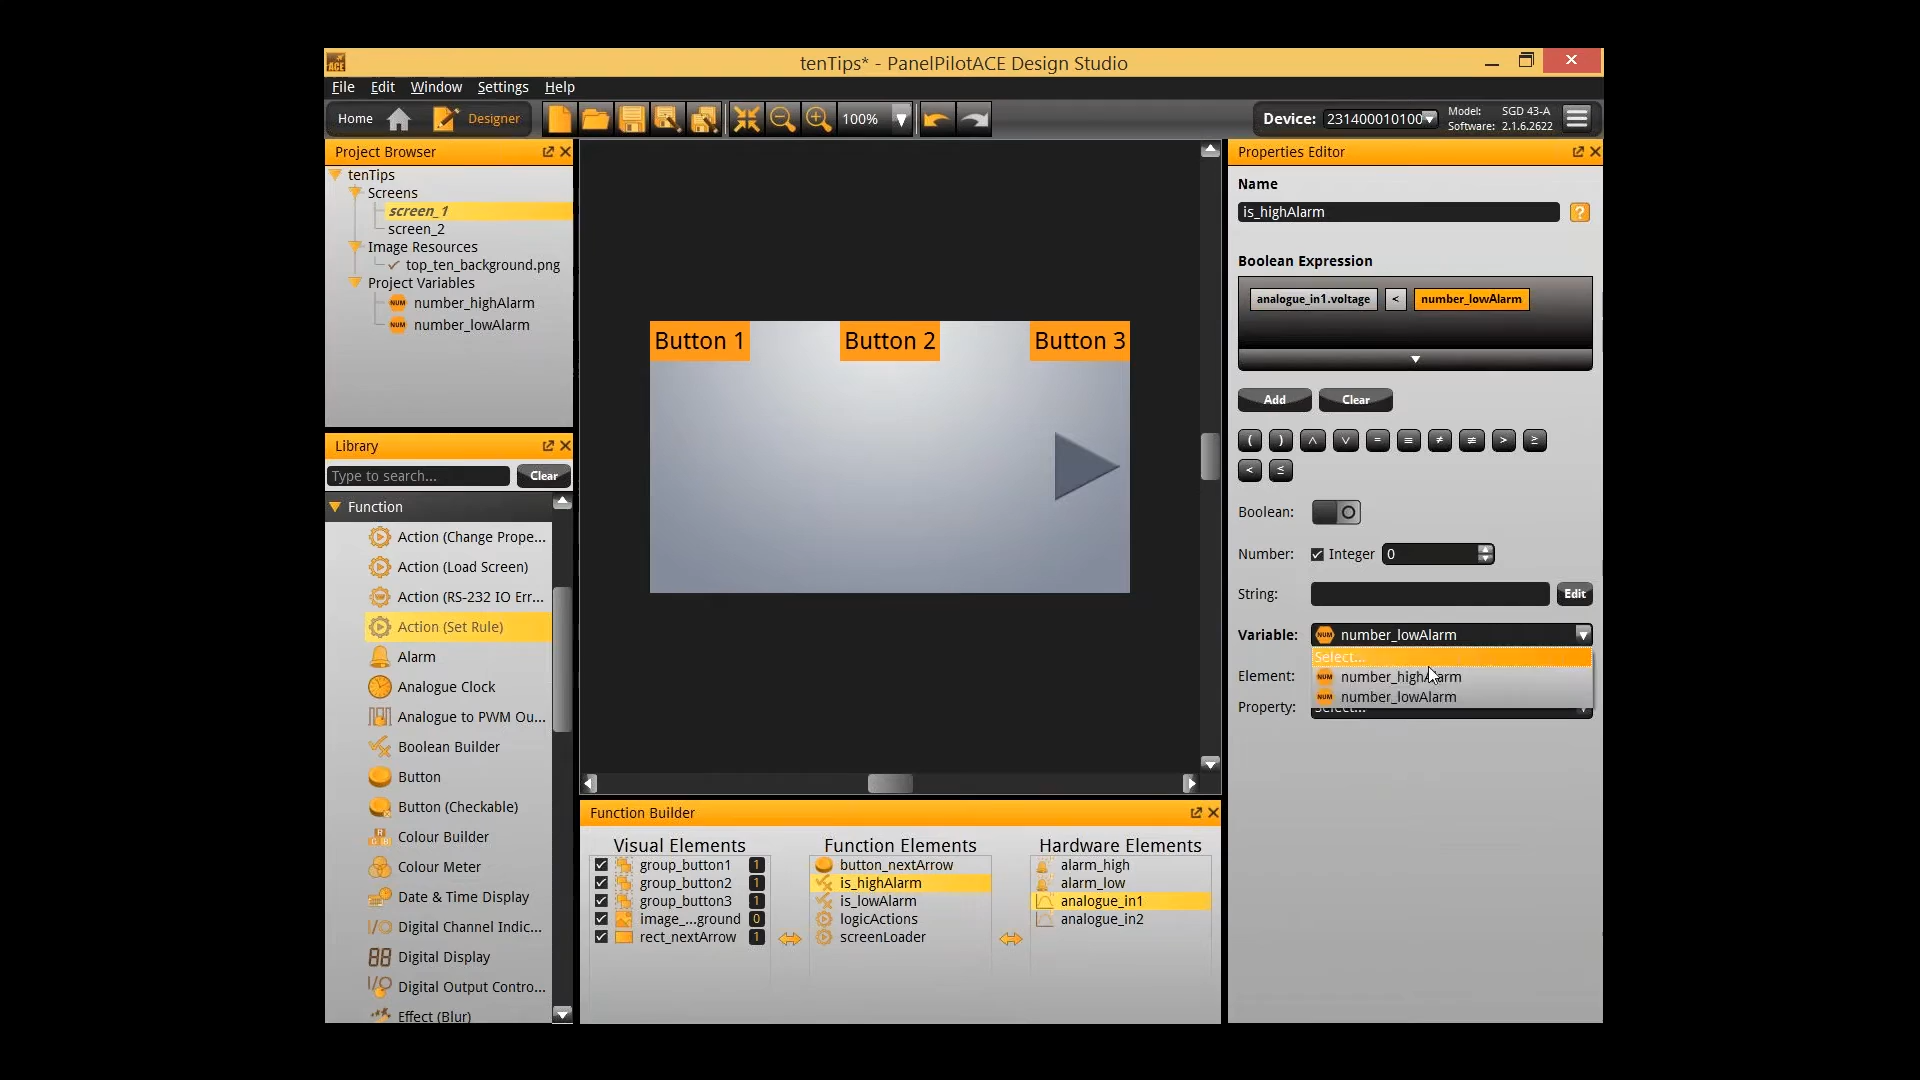 tenTips* - PanelPilotACE Design Studio
File Edit Window Settings Help
Home Designer 100% Device: 231400010100 Model: SGD 43-A
Software: 2.1.6.2622
Project Browser
tenTips
Screens
screen_1
screen_2
Image Resources
top_ten_background.png
Project Variables
number_highAlarm
number_lowAlarm
Library
Type to search... Clear
Function
Action (Change Prope...
Action (Load Screen)
Action (RS-232 IO Err...
Action (Set Rule)
Alarm
Analogue Clock
Analogue to PWM Ou...
Boolean Builder
Button
Button (Checkable)
Colour Builder
Colour Meter
Date & Time Display
Digital Channel Indic...
Digital Display
Digital Output Contro...
Effect (Blur)
Button 1 Button 2 Button 3
Function Builder
Visual Elements
group_button1 1
group_button2 1
group_button3 1
image_...ground 0
rect_nextArrow 1
Function Elements
button_nextArrow
is_highAlarm
is_lowAlarm
logicActions
screenLoader
Hardware Elements
alarm_high
alarm_low
analogue_in1
analogue_in2
Properties Editor
Name
is_highAlarm ?
Boolean Expression
analogue_in1.voltage < number_lowAlarm
Add Clear
( ) ∧ ∨ = ≡ ≠ ≢ > ≥
< ≤
Boolean:
Number: Integer 0
String: Edit
Variable: NUM number_lowAlarm
Select...
Element: NUM number_highAlarm
NUM number_lowAlarm
Property: Select...